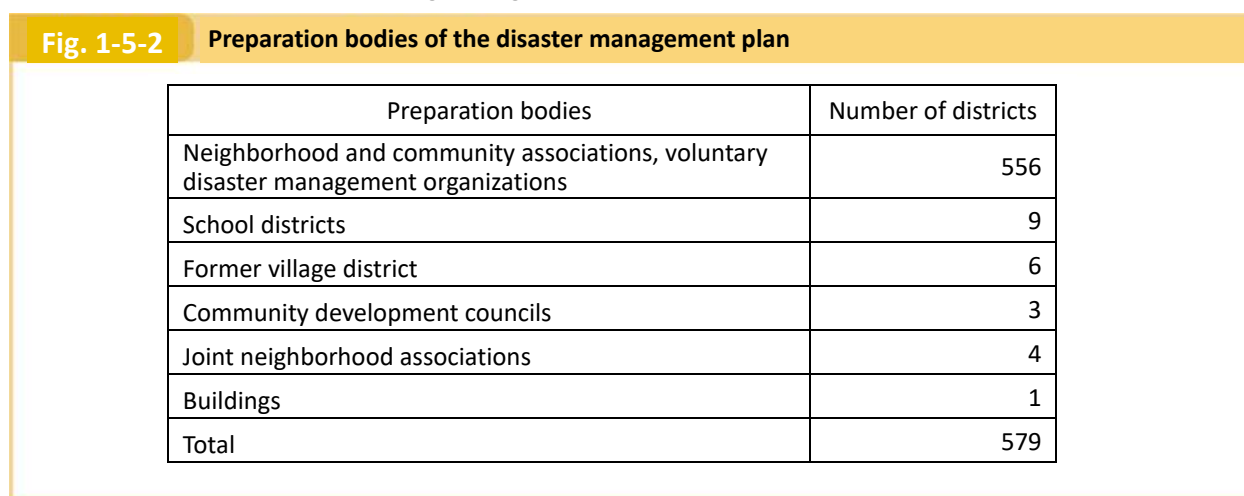 Fig. 1-5-2 Preparation bodies of the disaster management plan
Preparation bodies Number of districts
Neighborhood and community associations, voluntary
disaster management organizations 556
School districts 9
Former village district 6
Community development councils 3
Joint neighborhood associations 4
Buildings 1
Total 579